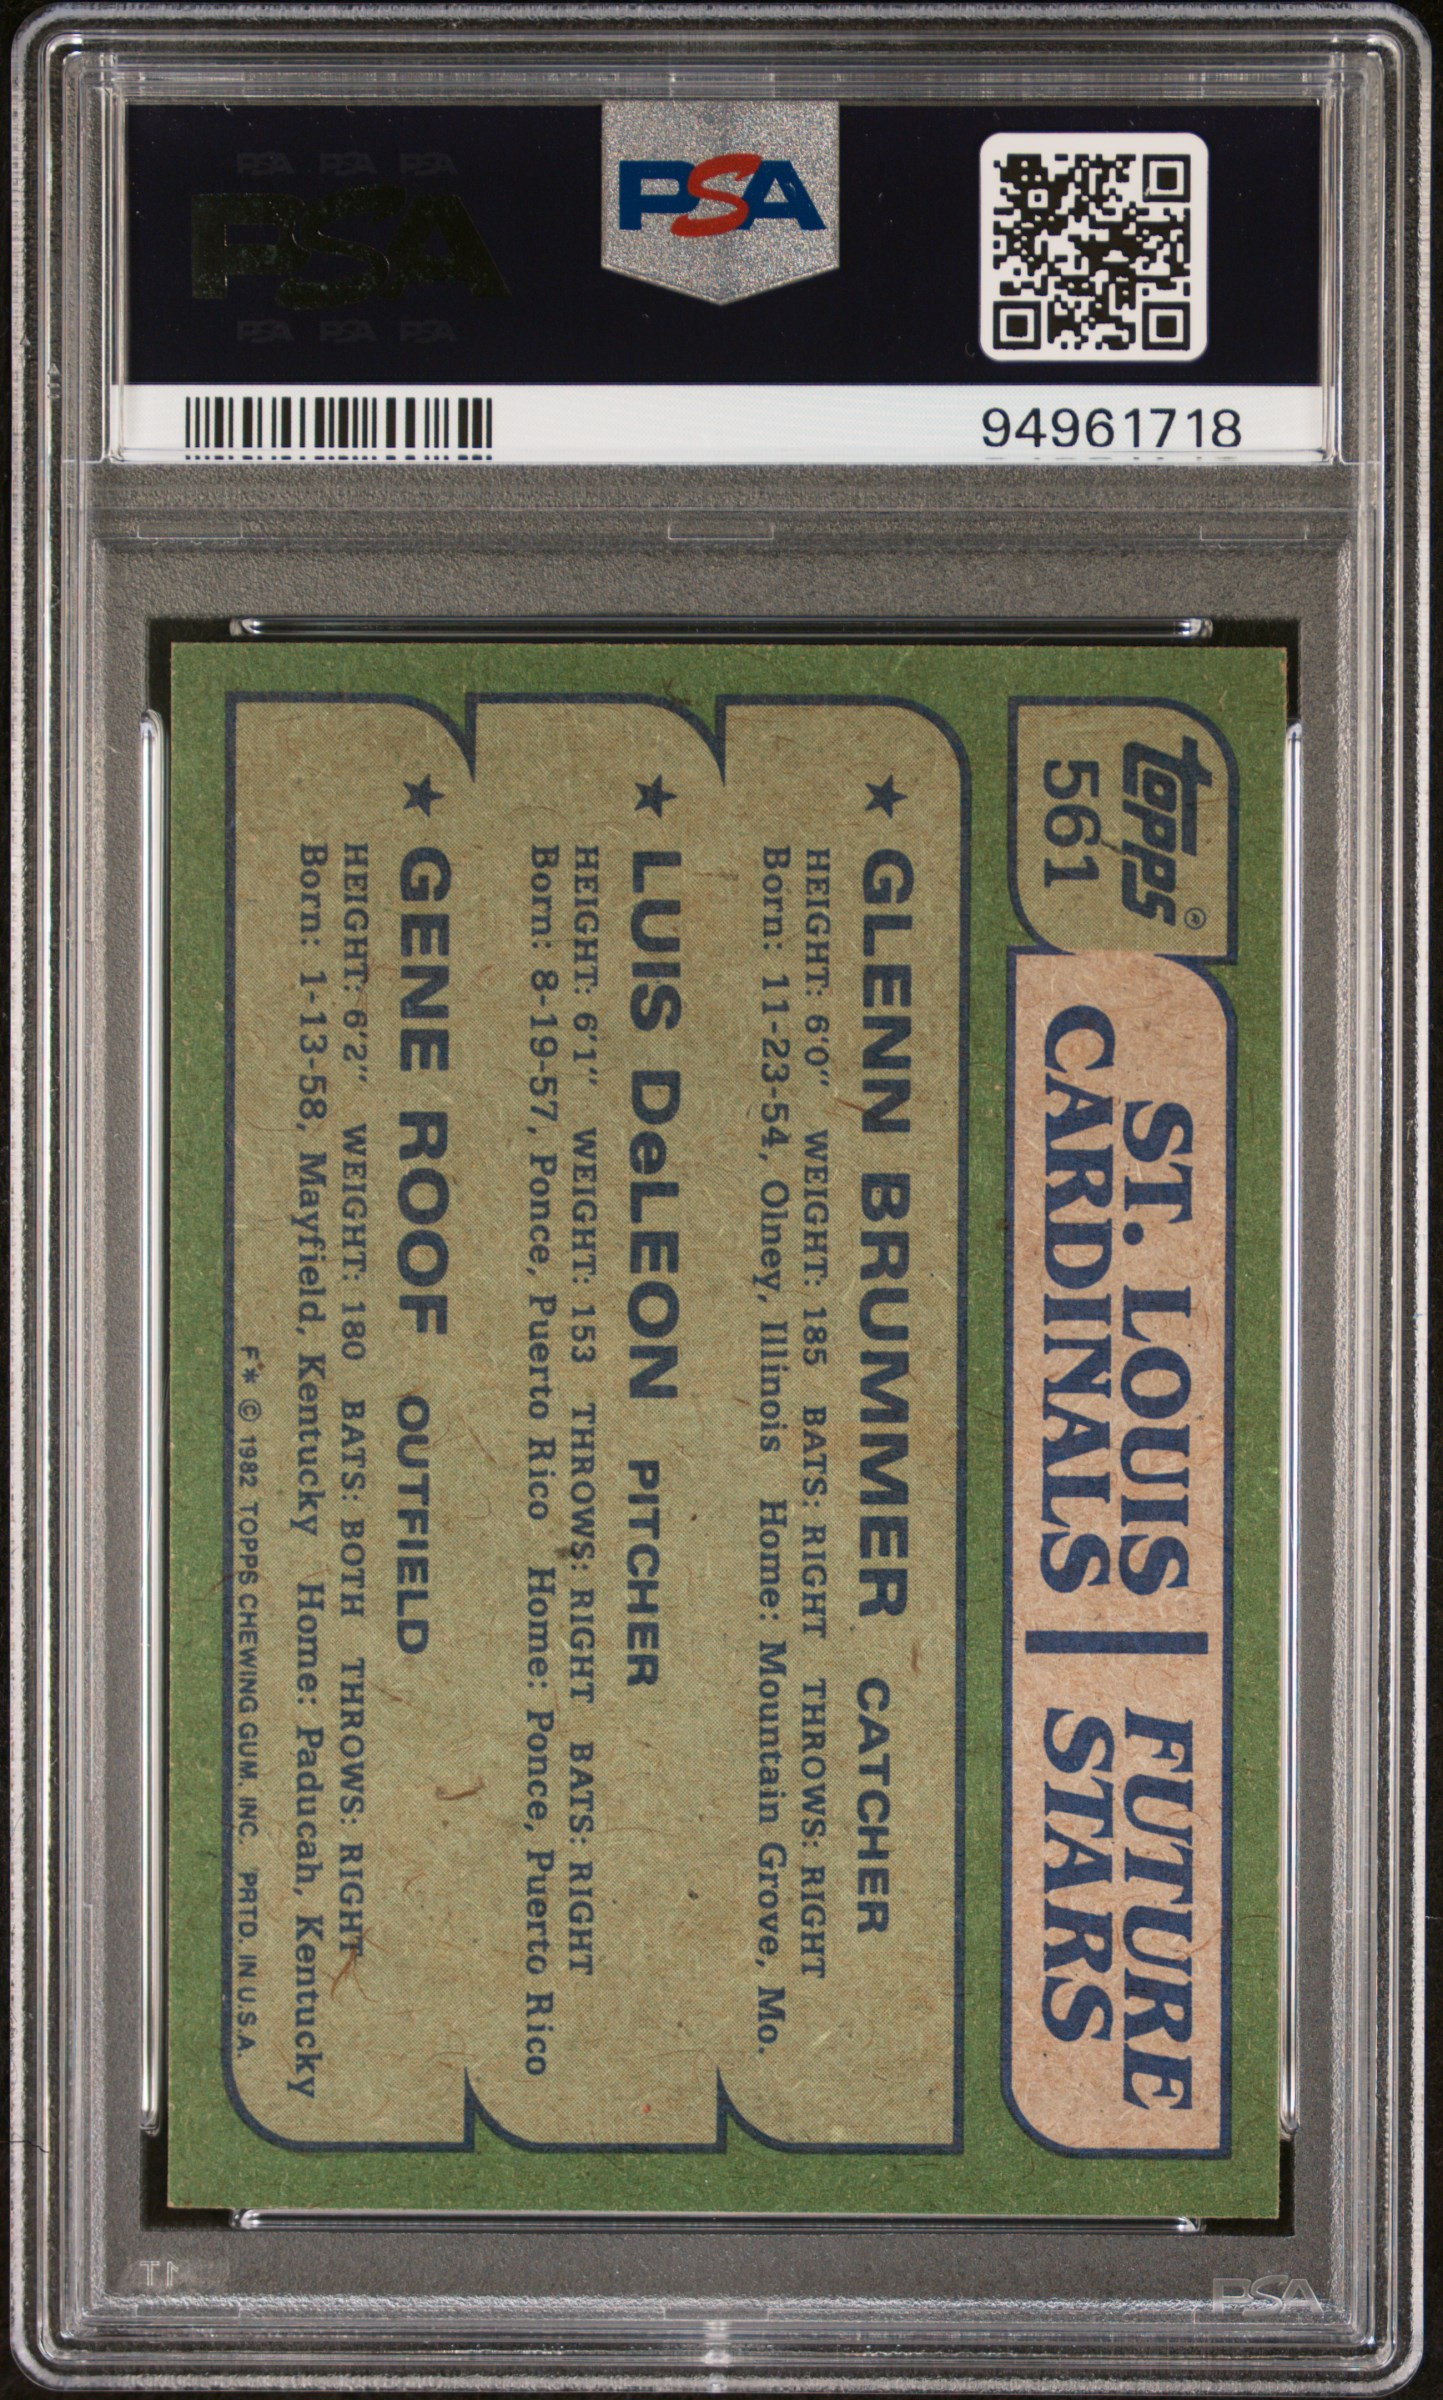 PSA PSA PSA
PSA
PSA PSA PSA
PSA
94961718
topps®
561
ST. LOUIS
CARDINALS
FUTURE
STARS
★ GLENN BRUMMER CATCHER
HEIGHT: 6'0" WEIGHT: 185 BATS: RIGHT THROWS: RIGHT
Born: 11-23-54, Olney, Illinois Home: Mountain Grove, Mo.
★ LUIS DeLEON PITCHER
HEIGHT: 6'1" WEIGHT: 153 THROWS: RIGHT BATS: RIGHT
Born: 8-19-57, Ponce, Puerto Rico Home: Ponce, Puerto Rico
★ GENE ROOF OUTFIELD
HEIGHT: 6'2" WEIGHT: 180 BATS: BOTH THROWS: RIGHT
Born: 1-13-58, Mayfield, Kentucky Home: Paducah, Kentucky
F* © 1982 TOPPS CHEWING GUM, INC. PRTD. IN U.S.A.
PSA